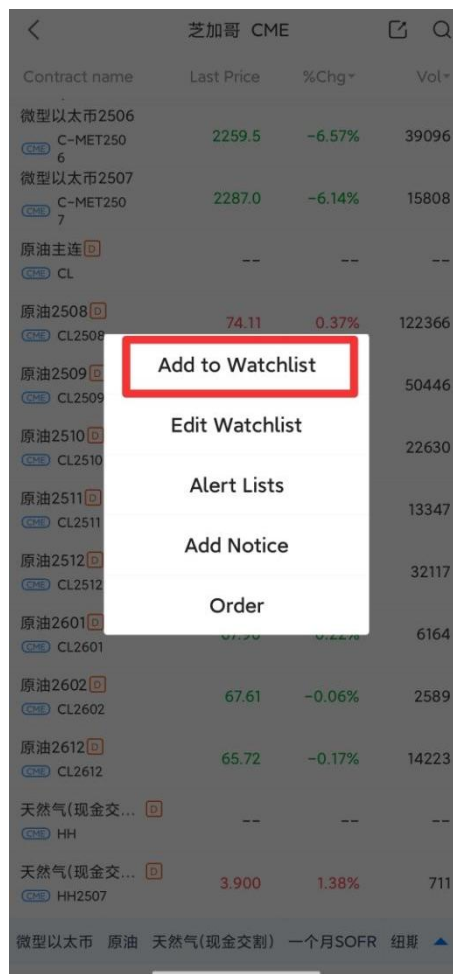 芝加哥 CME
Contract name Last Price %Chg Vol
微型以太币2506
CME C-MET250 2259.5 -6.57% 39096
6
微型以太币2507
CME C-MET250 2287.0 -6.14% 15808
7
原油主连 D
CME CL -- -- --
原油2508 D
CME CL2508 74.11 0.37% 122366
Add to Watchlist
原油2509 D
CME CL2509 50446
Edit Watchlist
原油2510 D
CME CL2510 22630
Alert Lists
原油2511 D
CME CL2511 13347
Add Notice
原油2512 D
CME CL2512 32117
Order
原油2601 D
CME CL2601 6164
原油2602 D
CME CL2602 67.61 -0.06% 2589
原油2612 D
CME CL2612 65.72 -0.17% 14223
天然气(现金交... D
CME HH -- -- --
天然气(现金交... D
CME HH2507 3.900 1.38% 711
微型以太币 原油 天然气(现金交割) 一个月SOFR 纽期